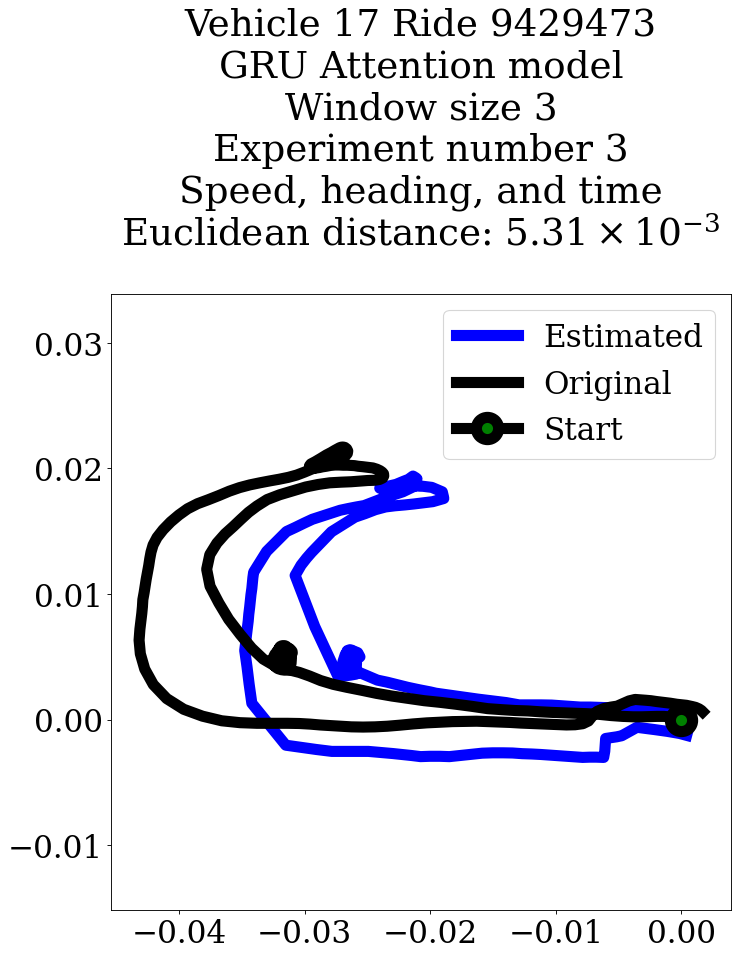 Vehicle 17 Ride 9429473
GRU Attention model
Window size 3
Experiment number 3
Speed, heading, and time
Euclidean distance: 5.31 × 10⁻³
Estimated
Original
Start
0.03
0.02
0.01
0.00
−0.01
−0.04
−0.03
−0.02
−0.01
0.00